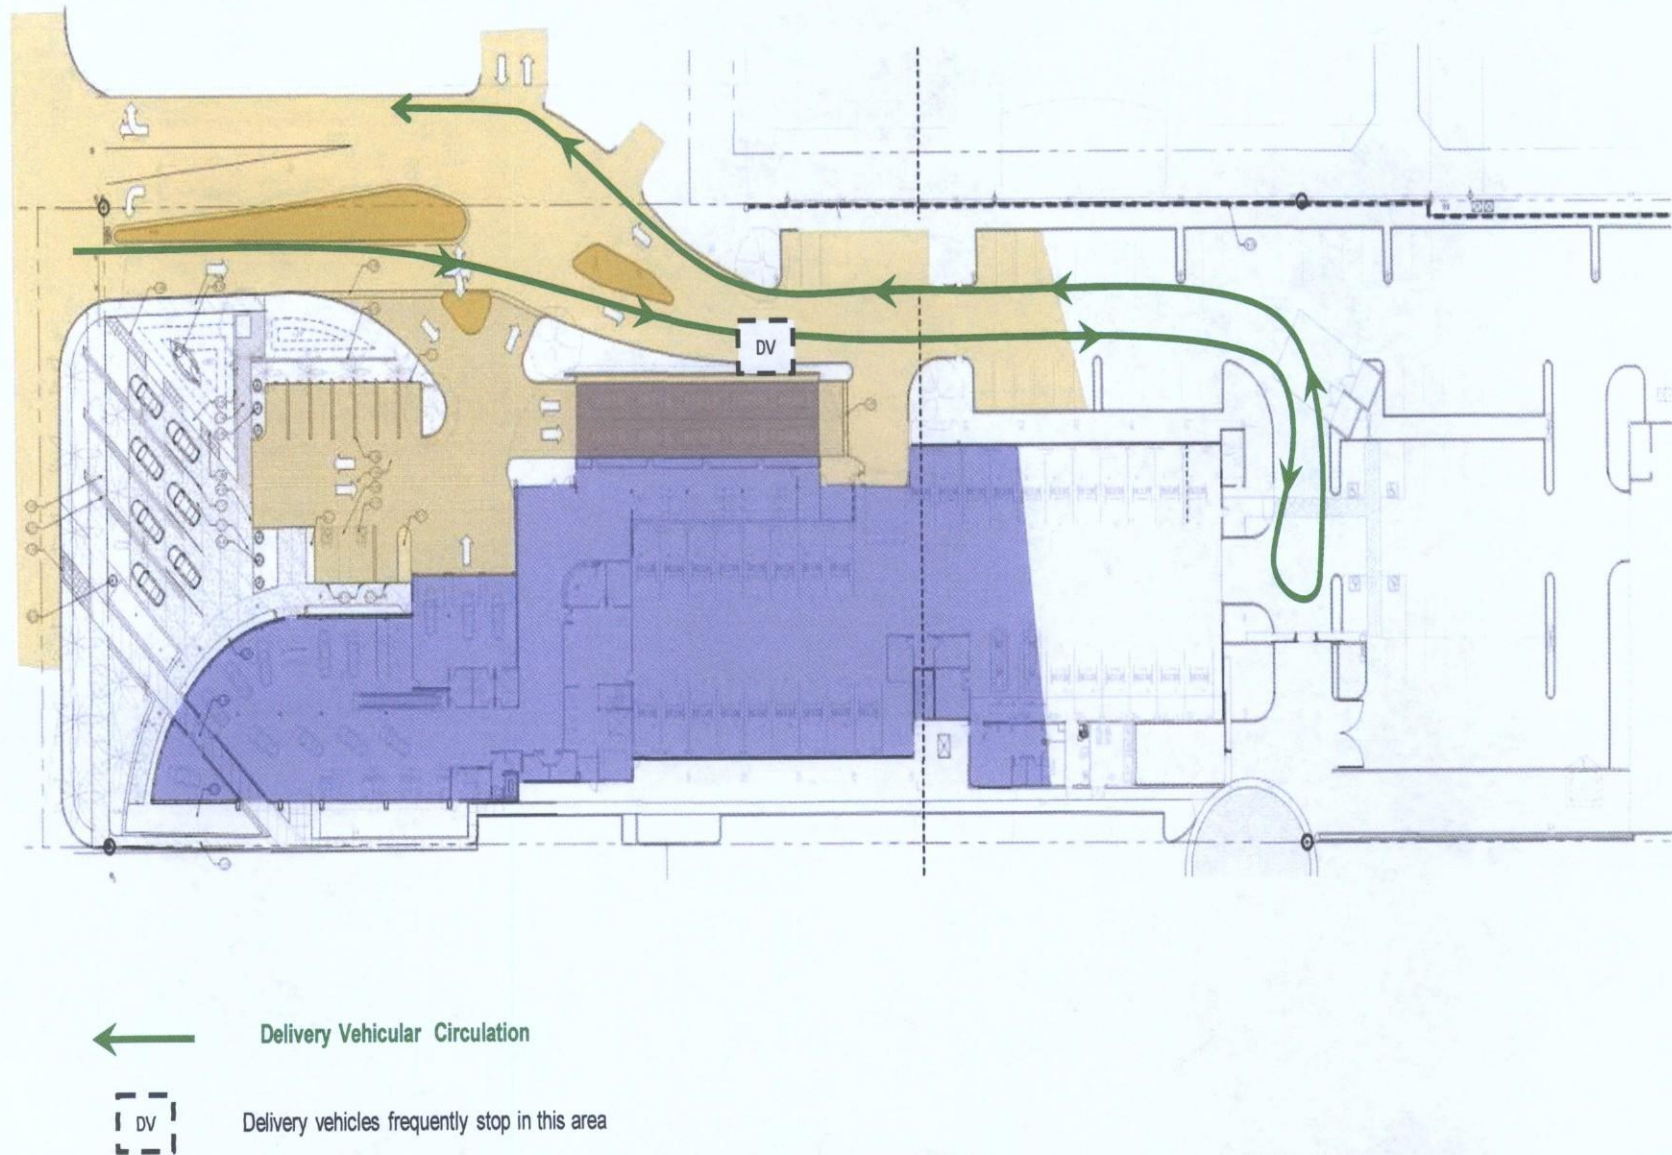 DV
Delivery Vehicular Circulation
DV
Delivery vehicles frequently stop in this area